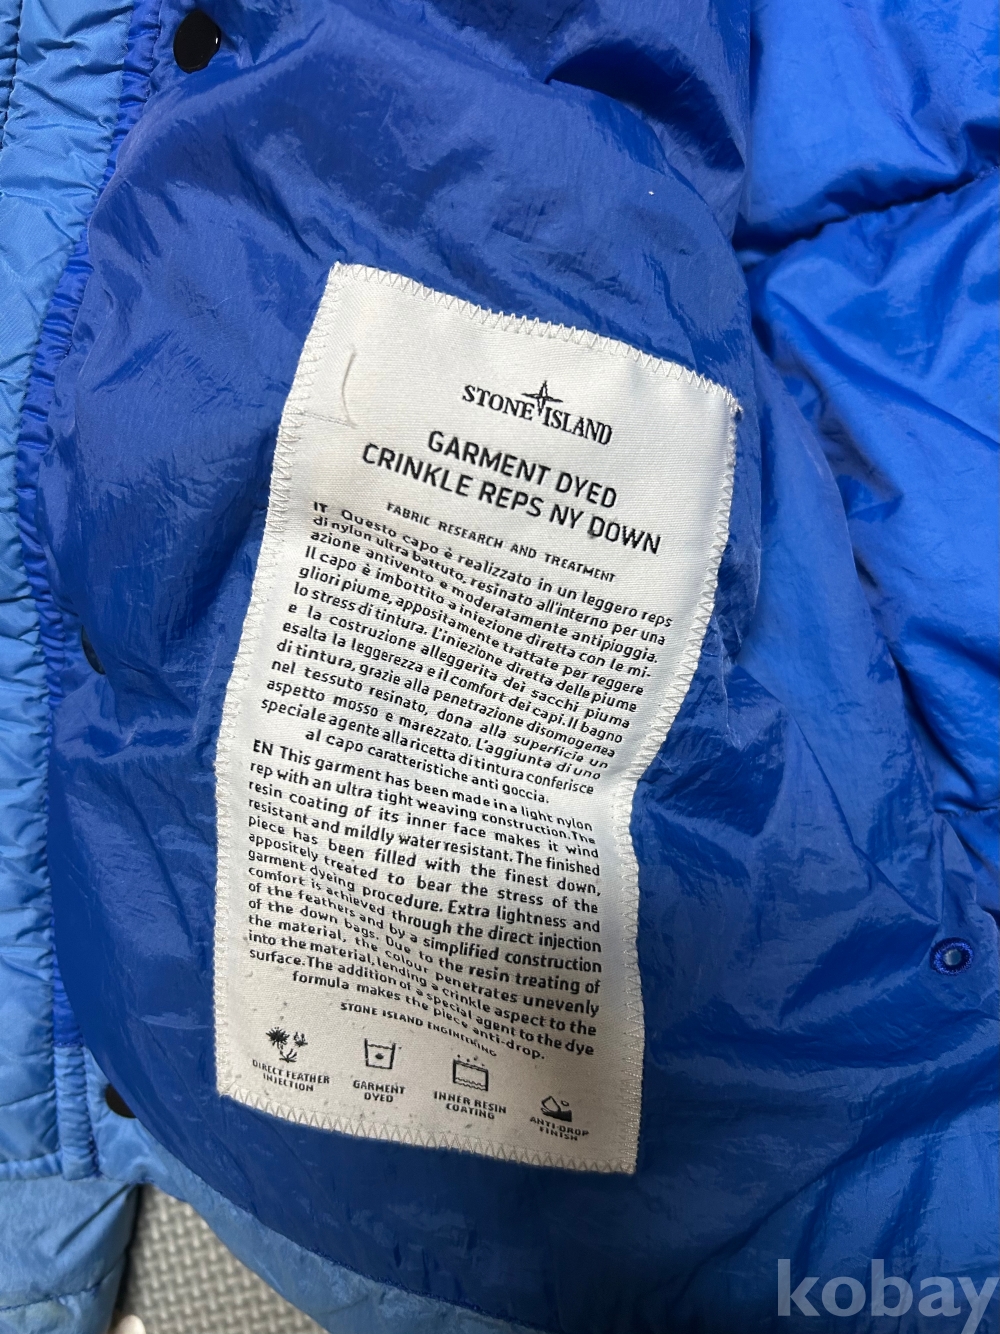 STONE ISLAND
GARMENT DYED
CRINKLE REPS NY DOWN
FABRIC RESEARCH AND TREATMENT
IT Questo capo è realizzato in un leggero reps
di nylon ultra battuto, resinato all'interno per una
azione antivento e moderatamente antipioggia.
Il capo è imbottito a iniezione diretta con le mi-
gliori piume, appositamente trattate per reggere
lo stress di tintura. L'iniezione diretta delle piume
e la costruzione alleggerita dei sacchi piuma
esalta la leggerezza e il comfort dei capi. Il bagno
di tintura, grazie alla penetrazione disomogenea
nel tessuto resinato, dona alla superficie un
aspetto mosso e marezzato. L'aggiunta di uno
speciale agente alla ricetta di tintura conferisce
al capo caratteristiche anti goccia.
EN This garment has been made in a light nylon
rep with an ultra tight weaving construction. The
resin coating of its inner face makes it wind
resistant and mildly water resistant. The finished
piece has been filled with the finest down,
appositely treated to bear the stress of the
garment dyeing procedure. Extra lightness and
comfort is achieved through the direct injection
of the feathers and by a simplified construction
of the down bags. Due to the resin treating of
the material, the colour penetrates unevenly
into the material, lending a crinkle aspect to the
surface. The addition of a special agent to the dye
formula makes the piece anti-drop.
STONE ISLAND ENGINEERING
DIRECT FEATHER
INJECTION
GARMENT
DYED
INNER RESIN
COATING
ANTI-DROP
FINISH
kobay